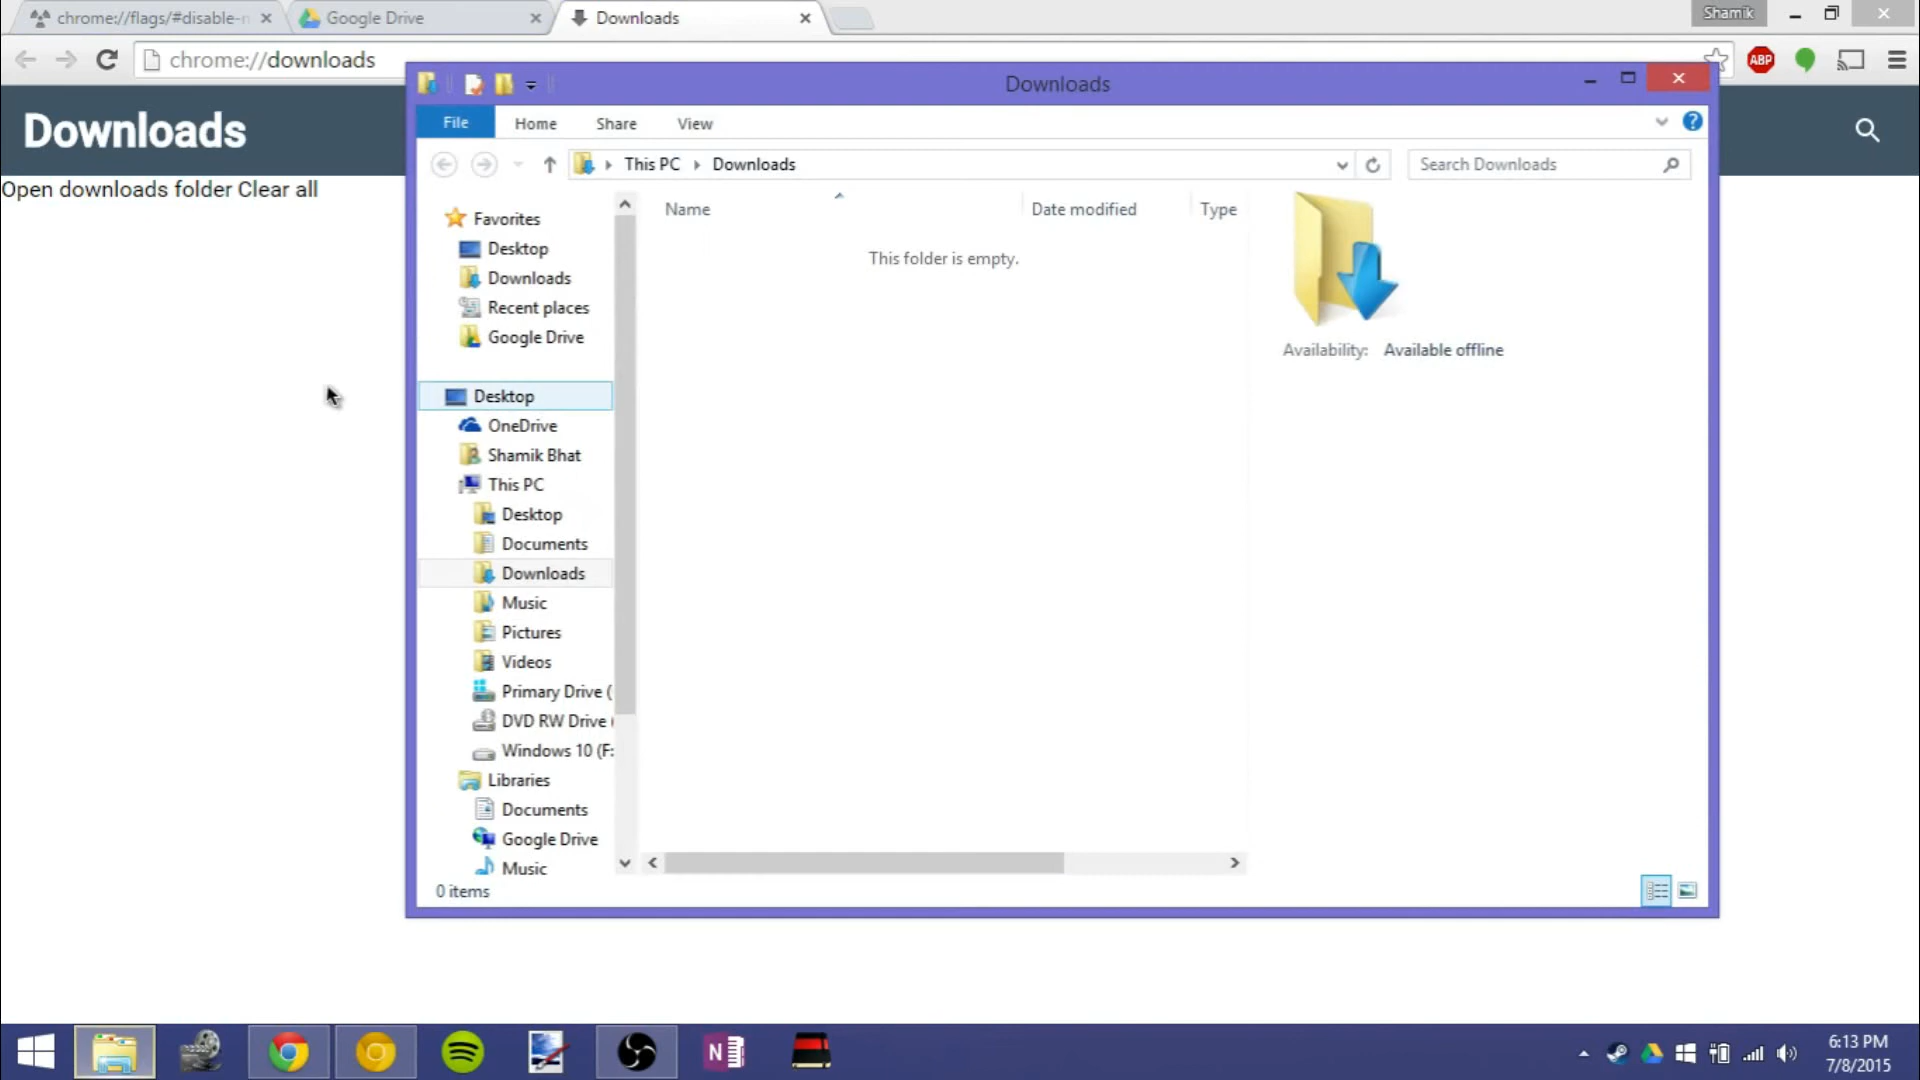 chrome://flags/#disable-n
Google Drive
Downloads
Shamik
chrome://downloads
ABP
Downloads
Downloads
File
Home
Share
View
?
This PC
Downloads
Search Downloads
Open downloads folder Clear all
Name
Date modified
Type
This folder is empty.
Availability: Available offline
Favorites
Desktop
Downloads
Recent places
Google Drive
Desktop
OneDrive
Shamik Bhat
This PC
Desktop
Documents
Downloads
Music
Pictures
Videos
Primary Drive (
DVD RW Drive
Windows 10 (F:
Libraries
Documents
Google Drive
Music
0 items
N
6:13 PM
7/8/2015